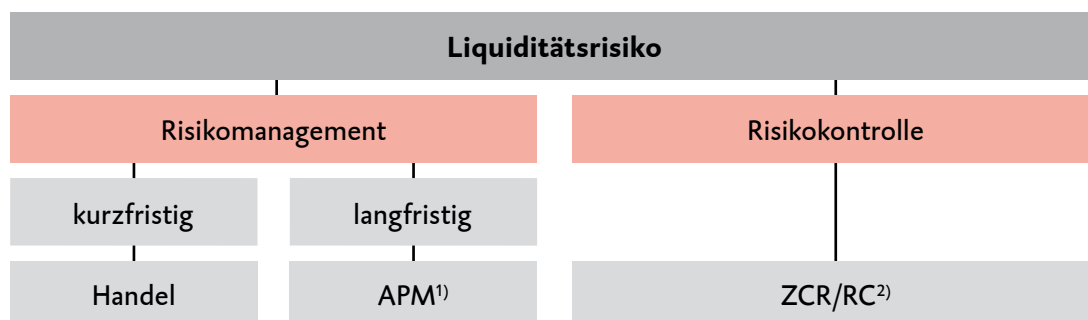 Liquiditätsrisiko
Risikomanagement
Risikokontrolle
kurzfristig
langfristig
Handel
APM¹⁾
ZCR/RC²⁾